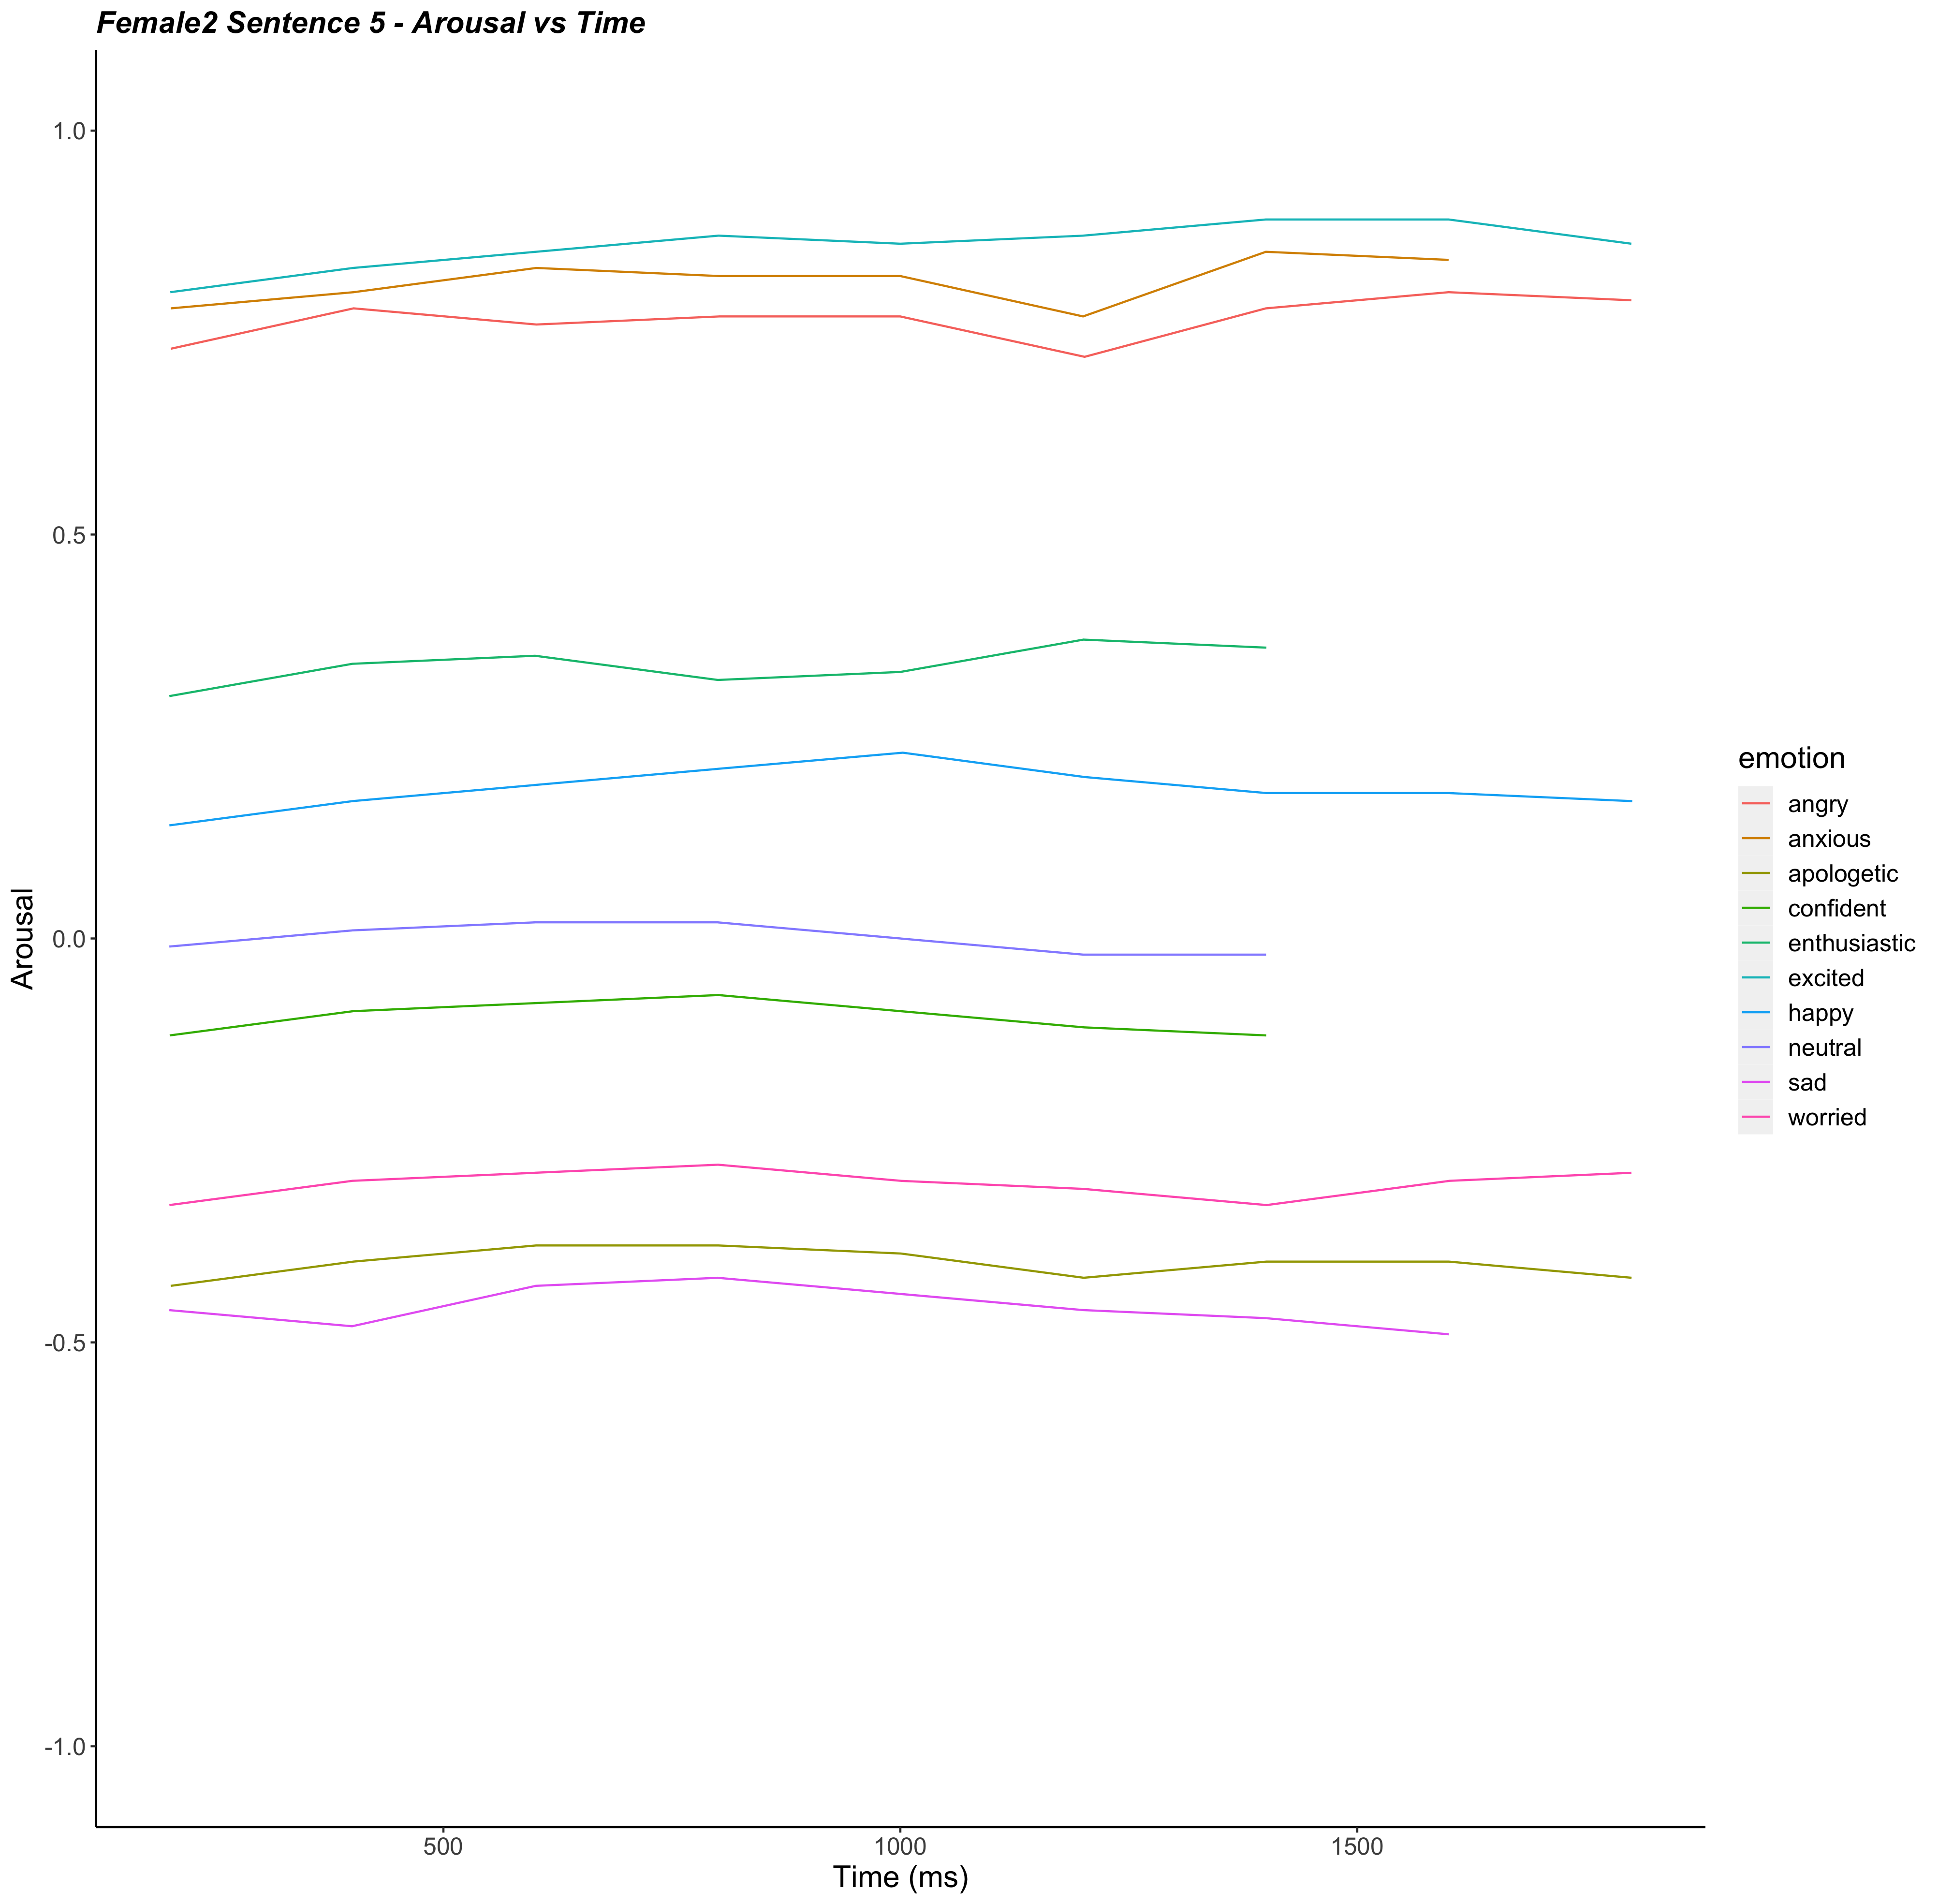 Female2 Sentence 5 - Arousal vs Time
1.0
0.5
0.0
-0.5
-1.0
Arousal
500
1000
1500
Time (ms)
emotion
angry
anxious
apologetic
confident
enthusiastic
excited
happy
neutral
sad
worried